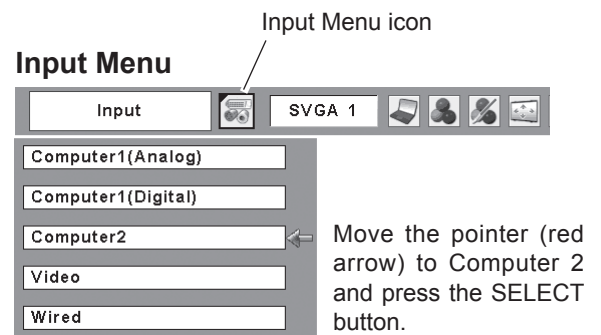 Input Menu icon
Input Menu
Input
SVGA 1
Computer1(Analog)
Computer1(Digital)
Computer2
Video
Wired
Move the pointer (red
arrow) to Computer 2
and press the SELECT
button.